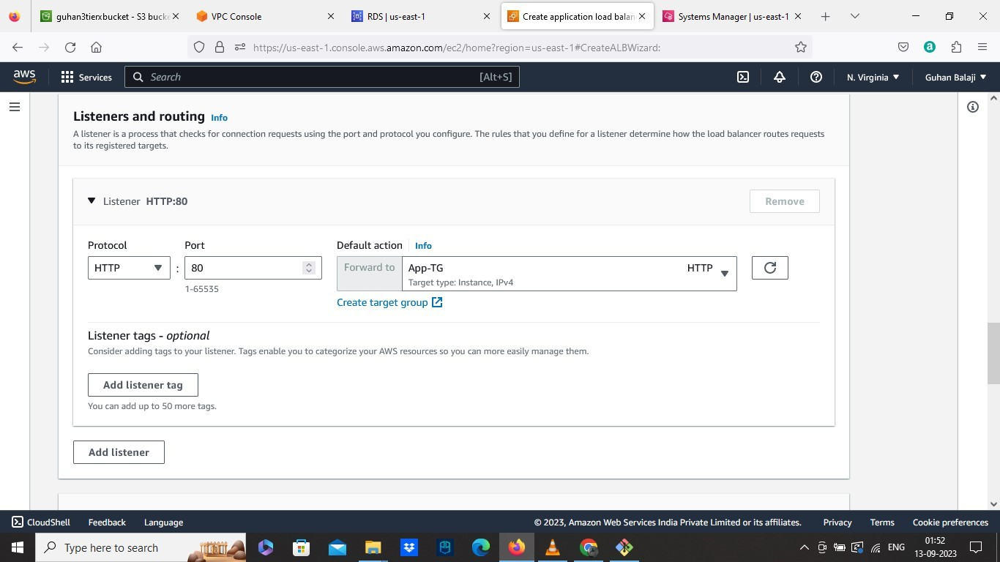 guhan3tierxbucket - S3 bucke
VPC Console
RDS | us-east-1
Create application load balan
Systems Manager | us-east-1
https://us-east-1.console.aws.amazon.com/ec2/home?region=us-east-1#CreateALBWizard:
a
aws
Services
Search
[Alt+S]
N. Virginia
Guhan Balaji
Listeners and routing Info
A listener is a process that checks for connection requests using the port and protocol you configure. The rules that you define for a listener determine how the load balancer routes requests
to its registered targets.
Listener HTTP:80
Remove
Protocol
Port
Default action Info
HTTP
:
80
Forward to
App-TG
HTTP
Target type: Instance, IPv4
1-65535
Create target group
Listener tags - optional
Consider adding tags to your listener. Tags enable you to categorize your AWS resources so you can more easily manage them.
Add listener tag
You can add up to 50 more tags.
Add listener
CloudShell
Feedback
Language
© 2023, Amazon Web Services India Private Limited or its affiliates.
Privacy
Terms
Cookie preferences
Type here to search
ENG
01:52
13-09-2023